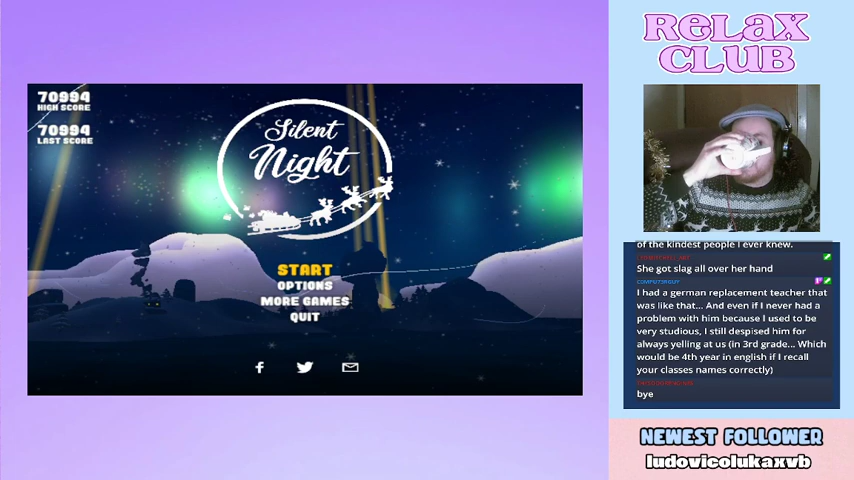 RELAX
CLUB
70994
HIGH SCORE
70994
LAST SCORE
Silent
Night
START
OPTIONS
MORE GAMES
QUIT
of the kindest people I ever knew.
She got slag all over her hand
I had a german replacement teacher that
was like that... And even if I never had a
problem with him because I used to be
very studious, I still despised him for
always yelling at us (in 3rd grade... Which
would be 4th year in english if I recall
your classes names correctly)
bye
NEWEST FOLLOWER
ludovicolukaxvb